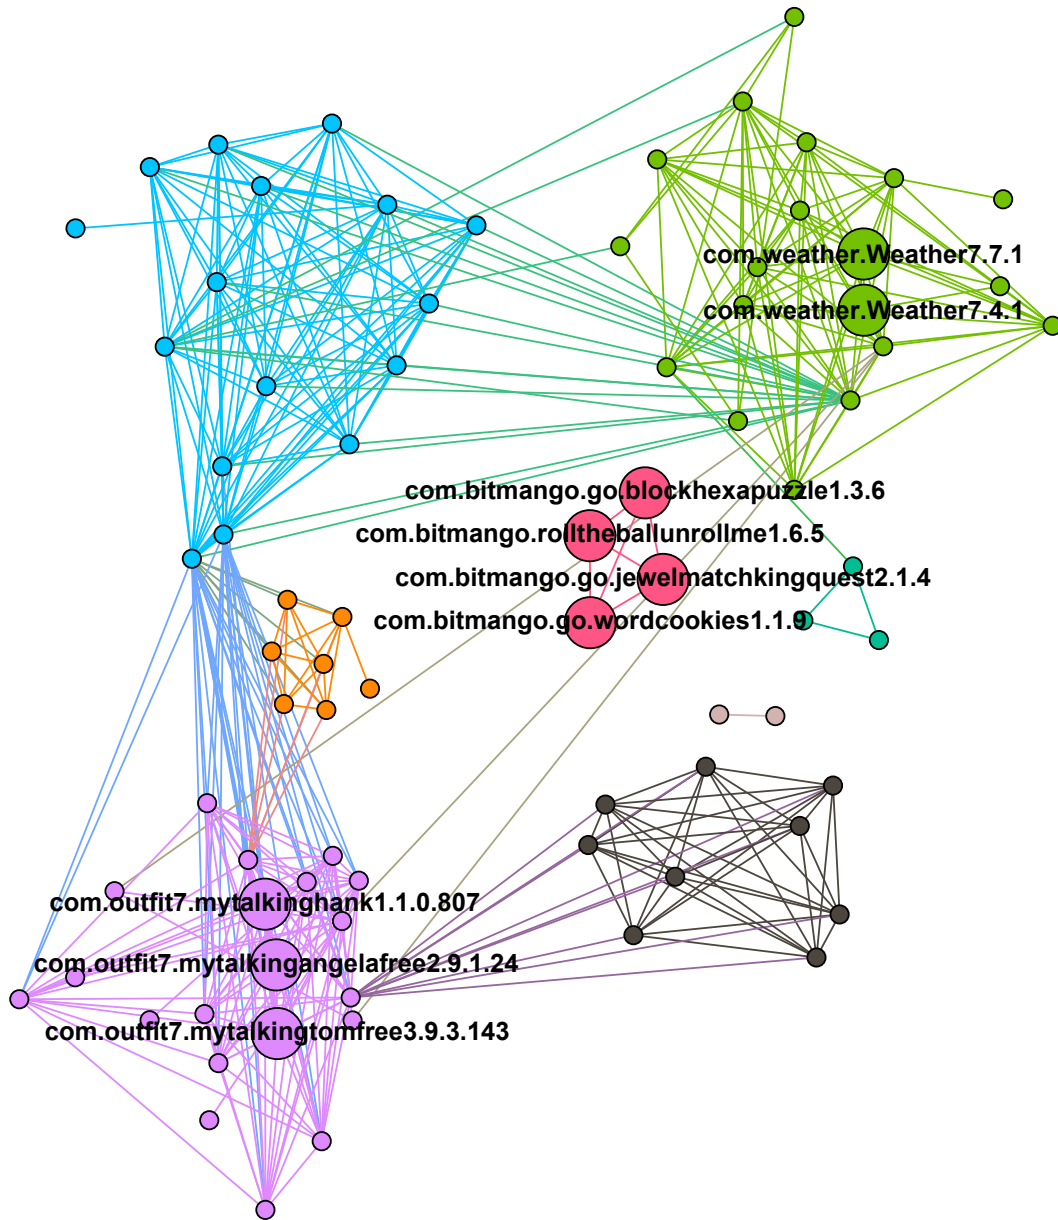 com.weather.Weather7.7.1
com.weather.Weather7.4.1
com.bitmango.go.blockhexapuzzle1.3.6
com.bitmango.rolltheballunrollme1.6.5
com.bitmango.go.jewelmatchkingquest2.1.4
com.bitmango.go.wordcookies1.1.9
com.outfit7.mytalkinghank1.1.0.807
com.outfit7.mytalkingangelafree2.9.1.24
com.outfit7.mytalkingtomfree3.9.3.143